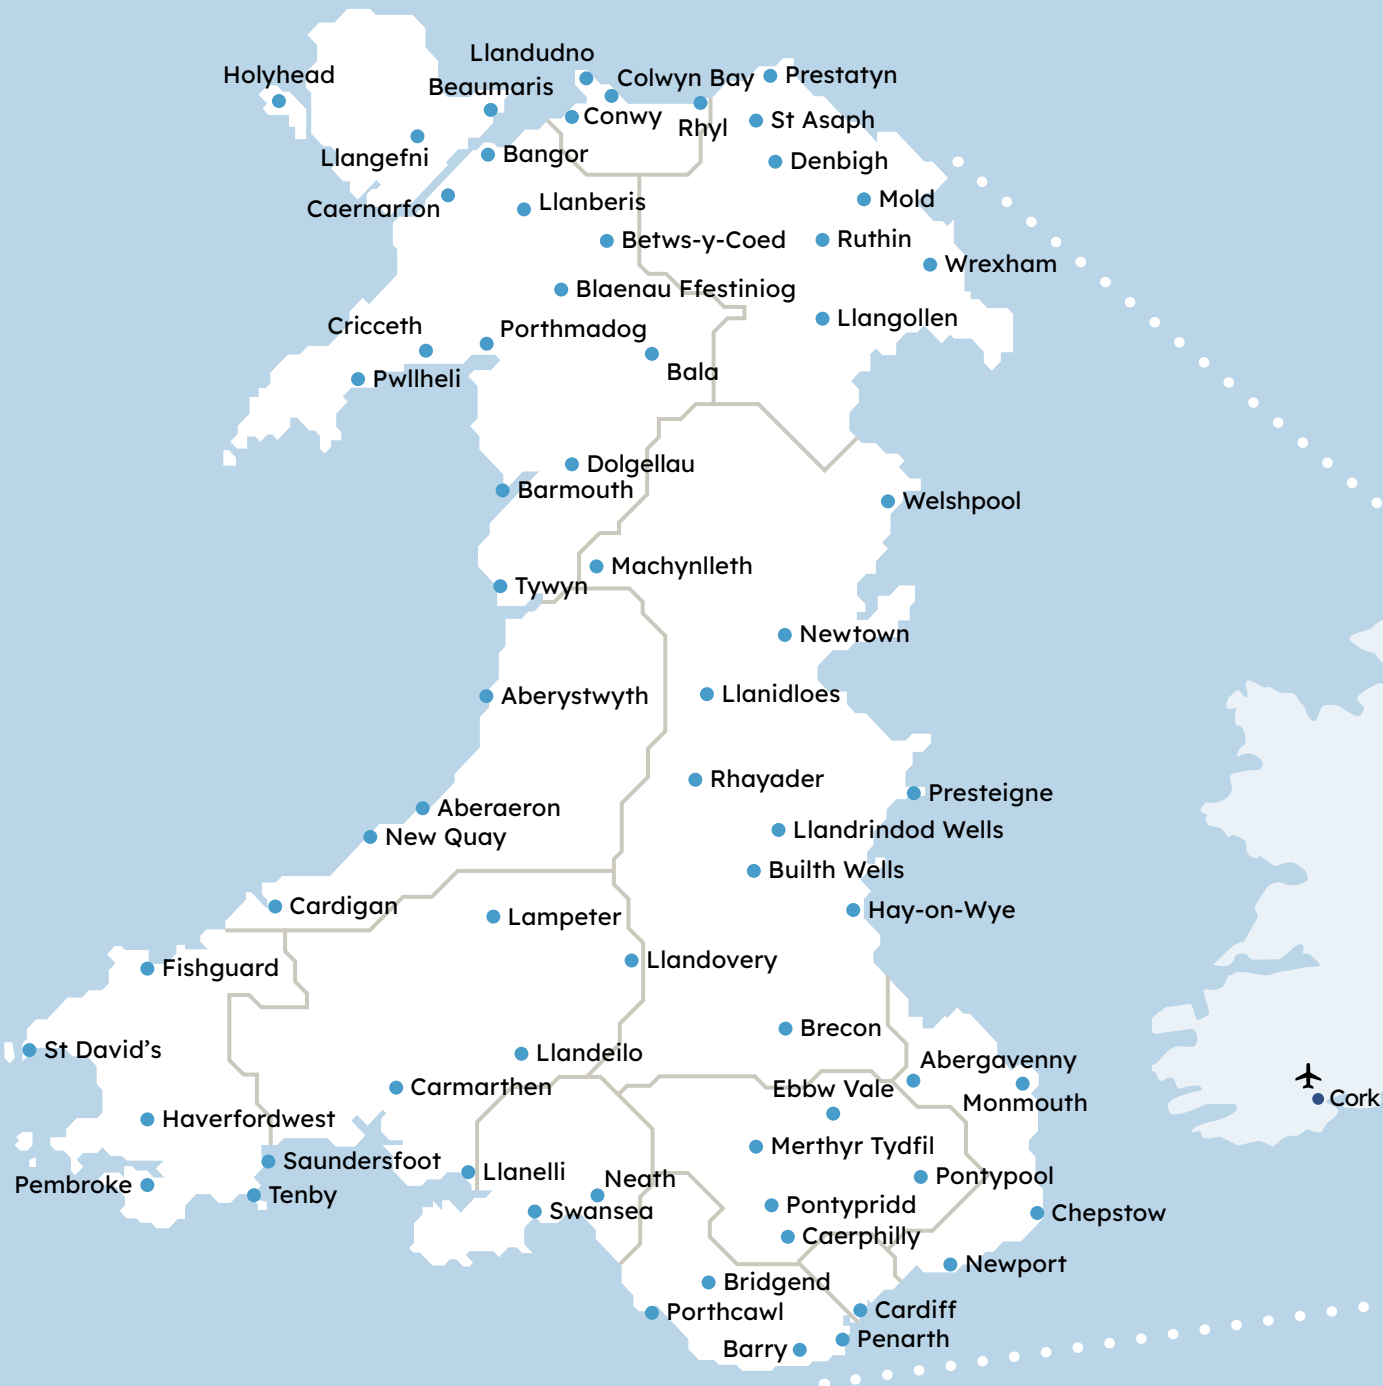 Llandudno
Holyhead
Colwyn Bay
Prestatyn
Beaumaris
Conwy
Rhyl
St Asaph
Llangefni
Bangor
Denbigh
Caernarfon
Llanberis
Mold
Betws-y-Coed
Ruthin
Wrexham
Blaenau Ffestiniog
Llangollen
Cricceth
Porthmadog
Bala
Pwllheli
Dolgellau
Barmouth
Welshpool
Machynlleth
Tywyn
Newtown
Aberystwyth
Llanidloes
Rhayader
Presteigne
Aberaeron
Llandrindod Wells
New Quay
Builth Wells
Cardigan
Lampeter
Hay-on-Wye
Fishguard
Llandovery
Brecon
St David’s
Llandeilo
Abergavenny
Carmarthen
Ebbw Vale
Monmouth
Cork
Haverfordwest
Merthyr Tydfil
Saundersfoot
Llanelli
Neath
Pontypool
Pembroke
Tenby
Swansea
Pontypridd
Chepstow
Caerphilly
Newport
Bridgend
Porthcawl
Cardiff
Barry
Penarth